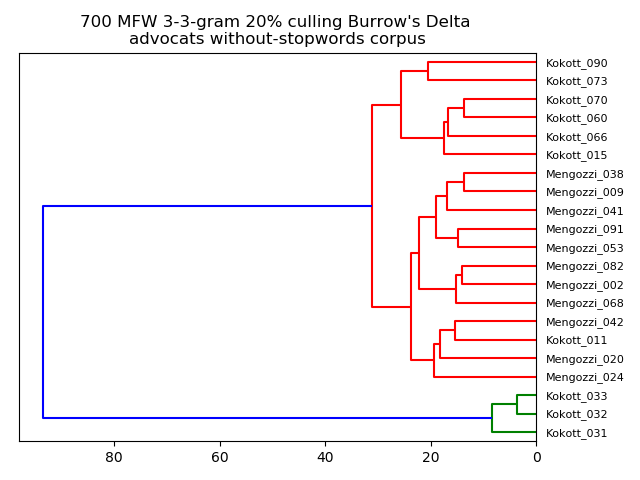 700 MFW 3-3-gram 20% culling Burrow's Delta
advocats without-stopwords corpus
Kokott_090
Kokott_073
Kokott_070
Kokott_060
Kokott_066
Kokott_015
Mengozzi_038
Mengozzi_009
Mengozzi_041
Mengozzi_091
Mengozzi_053
Mengozzi_082
Mengozzi_002
Mengozzi_068
Mengozzi_042
Kokott_011
Mengozzi_020
Mengozzi_024
Kokott_033
Kokott_032
Kokott_031
80 60 40 20 0